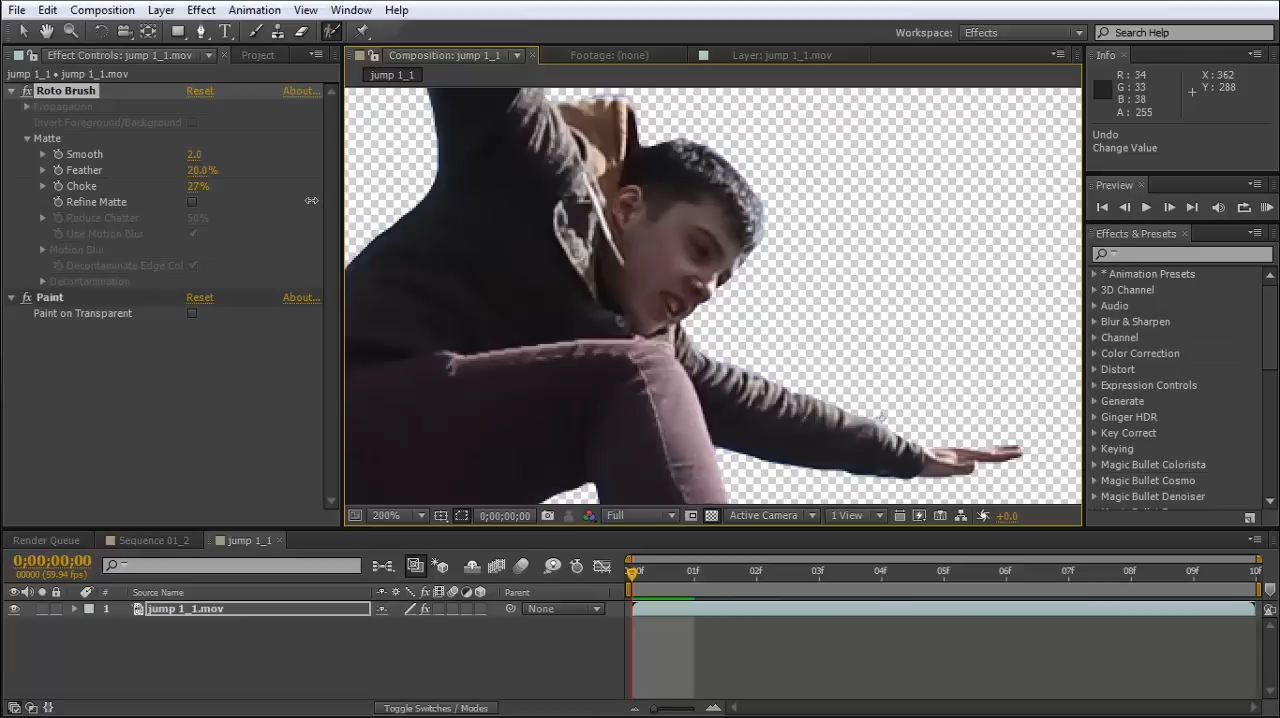 File Edit Composition Layer Effect Animation View Window Help
Workspace: Effects
Search Help
Effect Controls: jump 1_1.mov
Project
Composition: jump 1_1
Footage: (none)
Layer: jump 1_1.mov
Info
jump 1_1 • jump 1_1.mov
jump 1_1
R: 34
G: 33
B: 38
A: 255
X: 362
Y: 288
Undo
Change Value
fx Roto Brush Reset About...
Propagation
Invert Foreground/Background
Matte
Smooth 2.0
Feather 20.0%
Choke 27%
Refine Matte
Reduce Chatter 50%
Use Motion Blur
Motion Blur
Decontaminate Edge Col
Decontamination
fx Paint Reset About...
Paint on Transparent
Preview
Effects & Presets
* Animation Presets
3D Channel
Audio
Blur & Sharpen
Channel
Color Correction
Distort
Expression Controls
Generate
Ginger HDR
Key Correct
Keying
Magic Bullet Colorista
Magic Bullet Cosmo
Magic Bullet Denoiser
200% 0;00;00;00 Full Active Camera 1 View +0.0
Render Queue
Sequence 01_2
jump 1_1
0;00;00;00
00000 (59.94 fps)
01f 02f 03f 04f 05f 06f 07f 08f 09f 10f
# Source Name Parent
1 jump 1_1.mov None
Toggle Switches / Modes